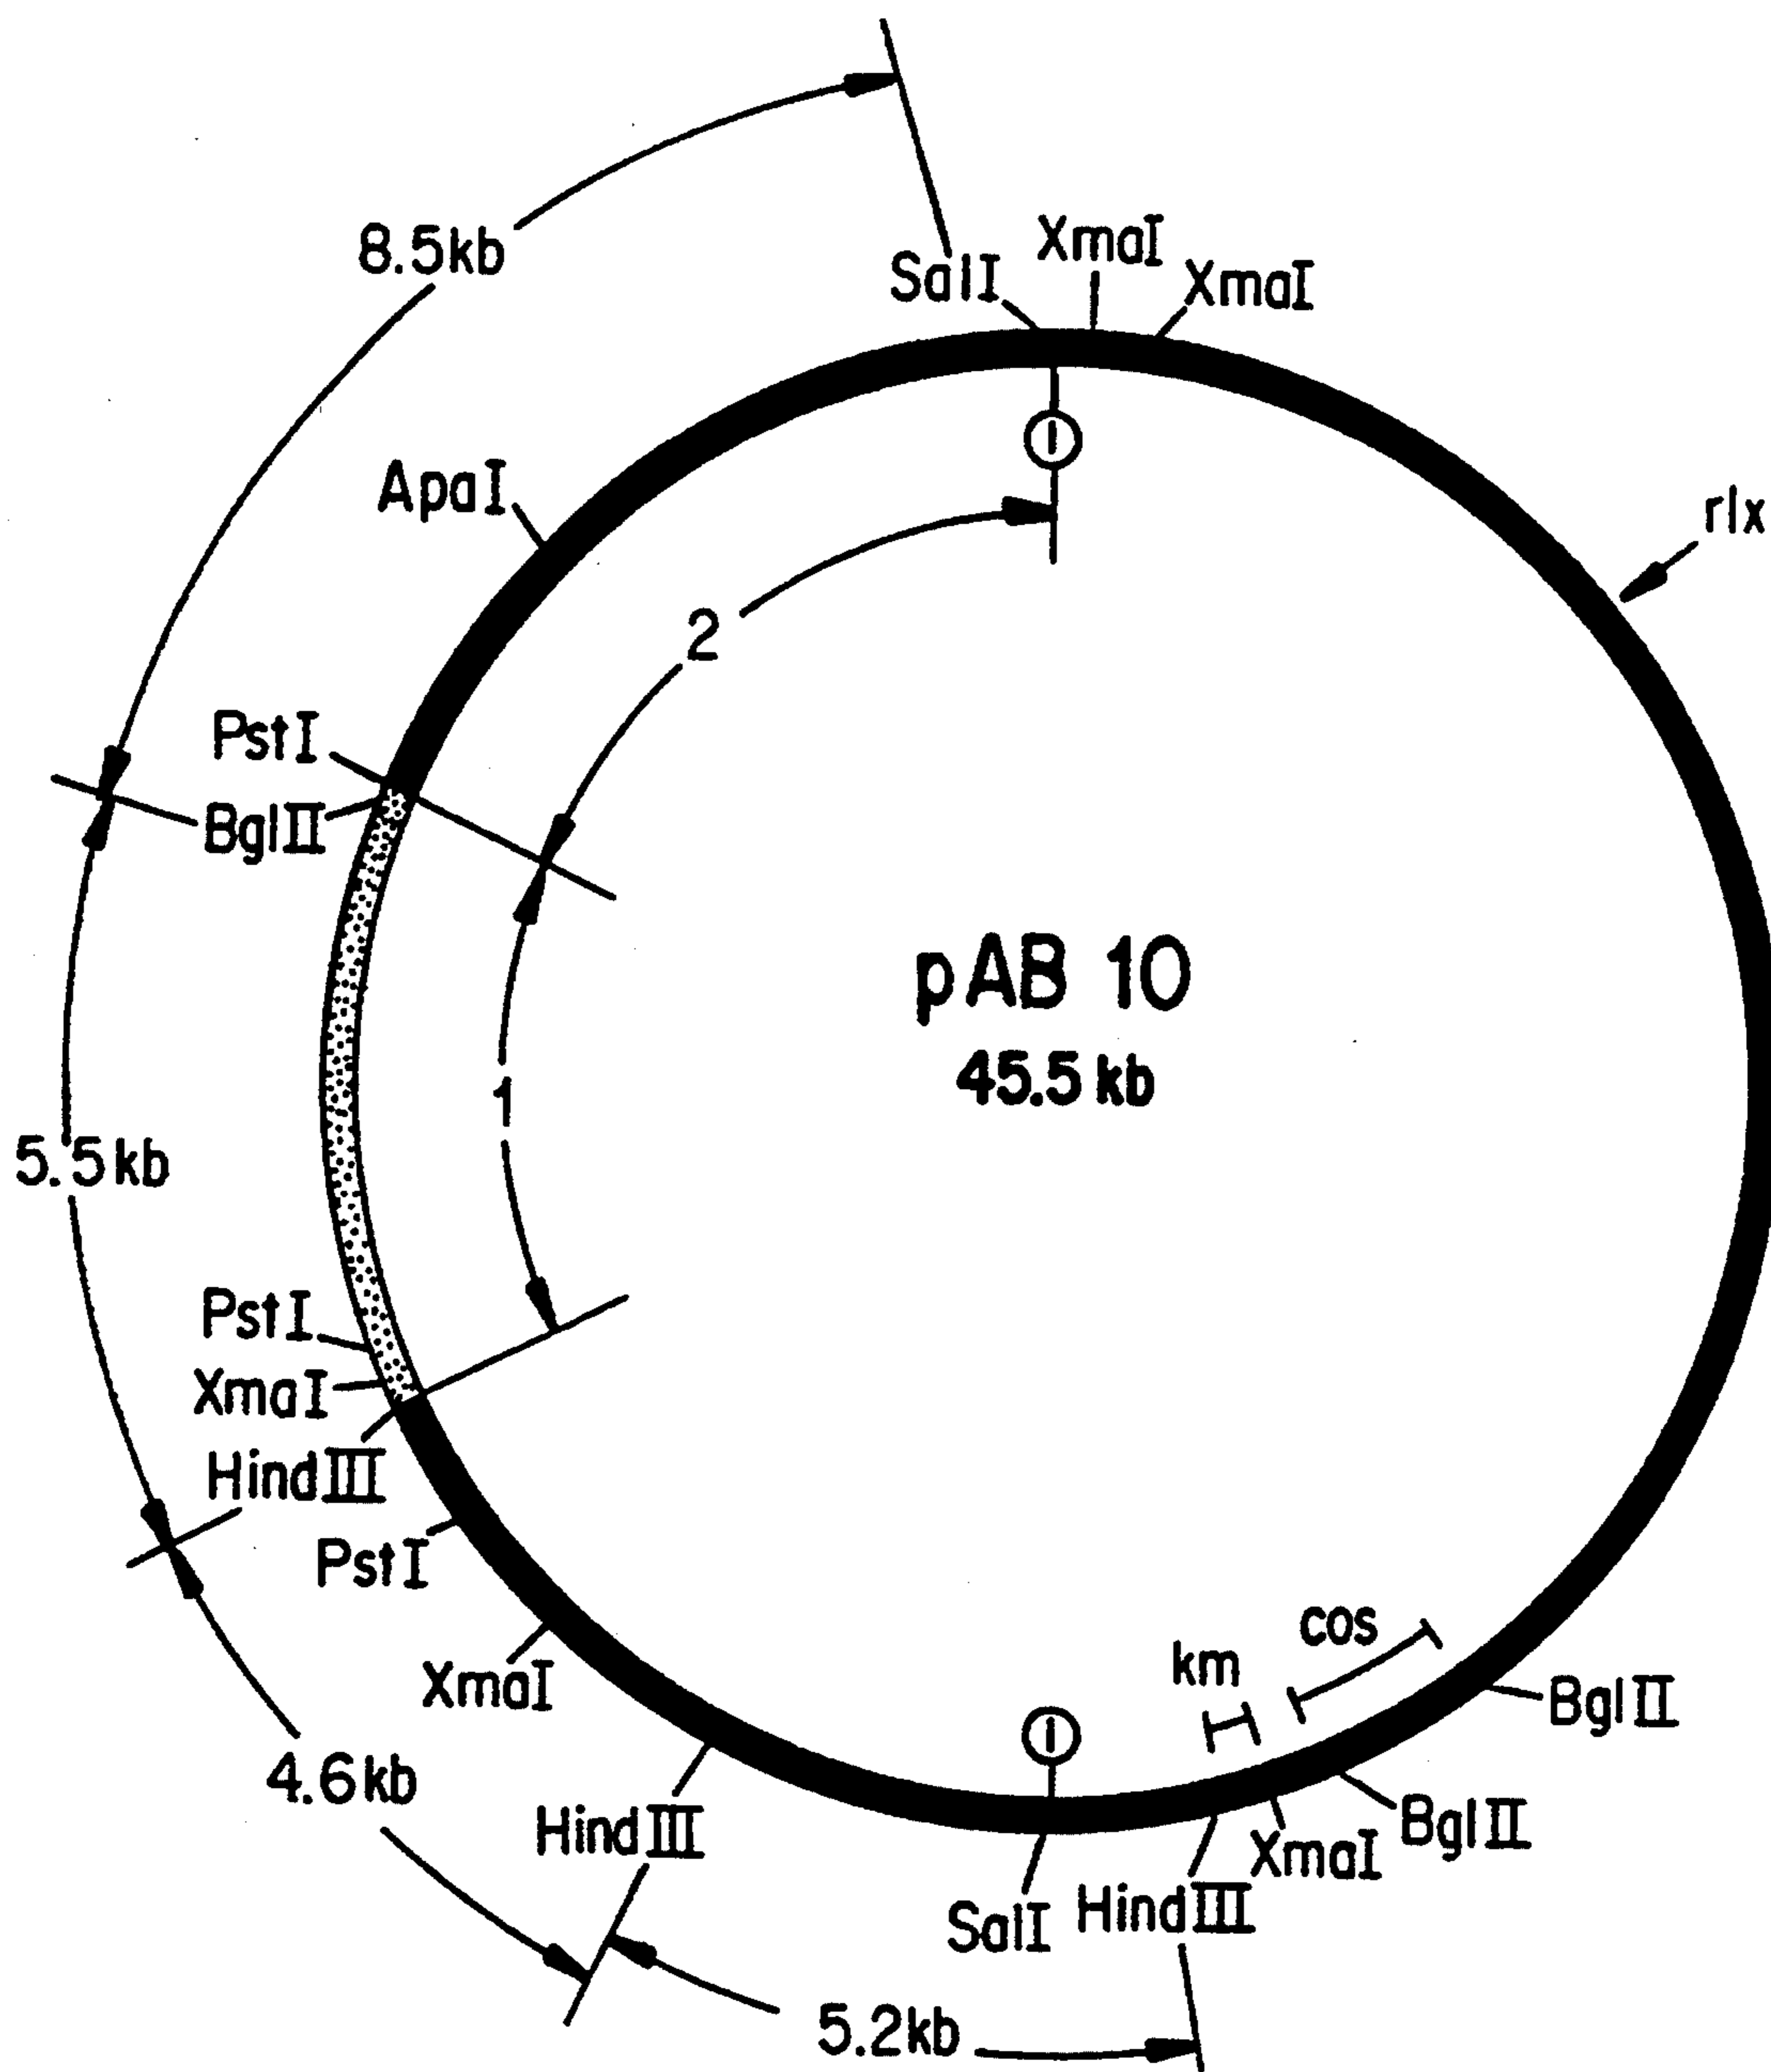 8.5kb
SalI
XmaI
XmaI
ApaI
rlx
2
PstI
BglII
pAB 10
45.5 kb
1
5.5kb
PstI
XmaI
HindIII
PstI
XmaI
cos
km
BglII
4.6kb
HindIII
BglII
XmaI
SalI
HindIII
5.2kb
I
I